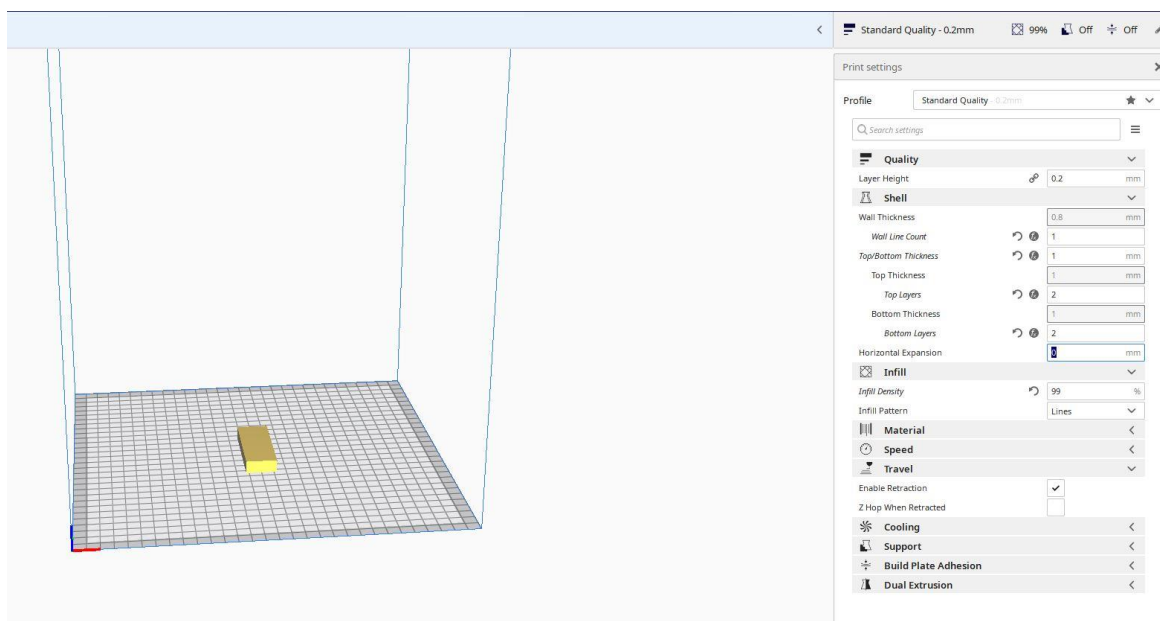 Standard Quality - 0.2mm 99% Off Off
Print settings
Profile Standard Quality - 0.2mm
Search settings
Quality
Layer Height 0.2 mm
Shell
Wall Thickness 0.8 mm
Wall Line Count 1
Top/Bottom Thickness 1 mm
Top Thickness 1 mm
Top Layers 2
Bottom Thickness 1 mm
Bottom Layers 2
Horizontal Expansion 0 mm
Infill
Infill Density 99 %
Infill Pattern Lines
Material
Speed
Travel
Enable Retraction
Z Hop When Retracted
Cooling
Support
Build Plate Adhesion
Dual Extrusion